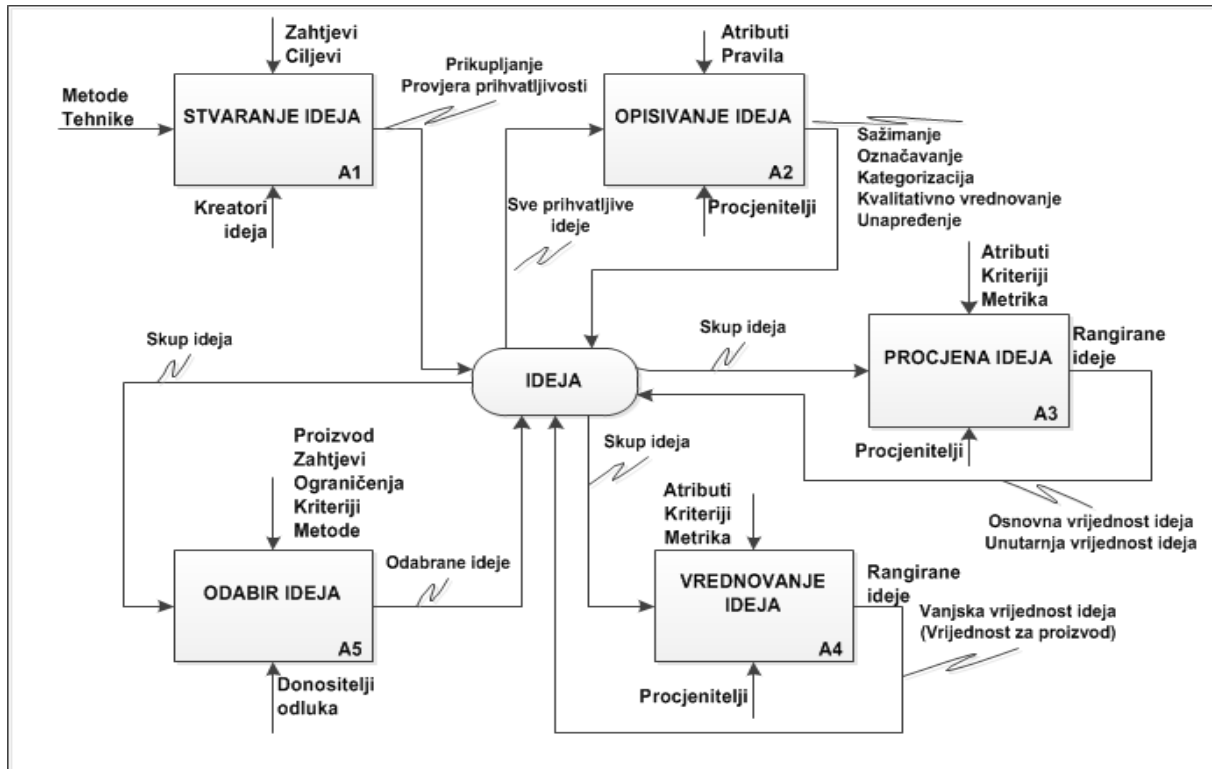 Zahtjevi
Ciljevi
Metode
Tehnike
STVARANJE IDEJA
A1
Kreatori
ideja
Prikupljanje
Provjera prihvatljivosti
Atributi
Pravila
OPISIVANJE IDEJA
A2
Procjenitelji
Sažimanje
Označavanje
Kategorizacija
Kvalitativno vrednovanje
Unapređenje
Sve prihvatljive
ideje
Atributi
Kriteriji
Metrika
Skup ideja
PROCJENA IDEJA
A3
Rangirane
ideje
Procjenitelji
Osnovna vrijednost ideja
Unutarnja vrijednost ideja
IDEJA
Skup ideja
Skup ideja
Proizvod
Zahtjevi
Ograničenja
Kriteriji
Metode
ODABIR IDEJA
A5
Donositelji
odluka
Odabrane ideje
Atributi
Kriteriji
Metrika
VREDNOVANJE
IDEJA
A4
Procjenitelji
Rangirane
ideje
Vanjska vrijednost ideja
(Vrijednost za proizvod)